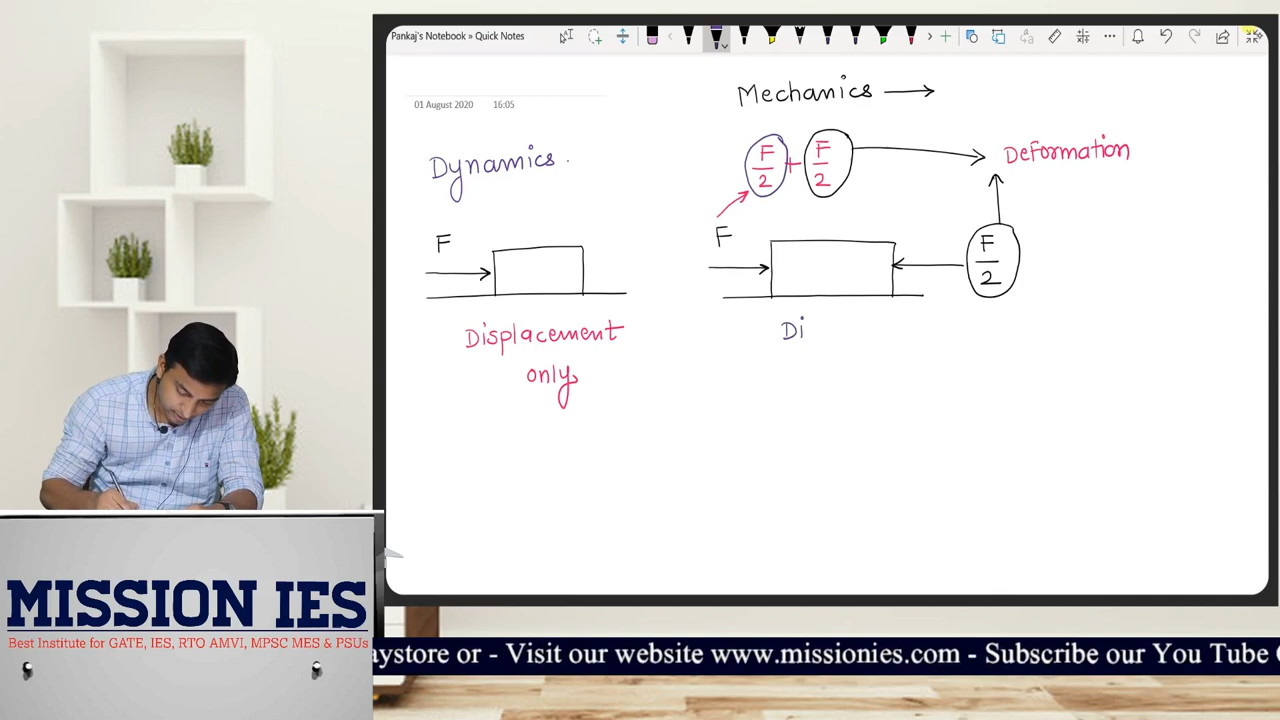 Pankaj's Notebook » Quick Notes
01 August 2020 16:05
Mechanics →
Dynamics.
F/2 + F/2 → Deformation
F
F
F/2
Displacement
only
Di
MISSION IES
Best Institute for GATE, IES, RTO AMVI, MPSC MES & PSUs
aystore or - Visit our website www.missionies.com - Subscribe our You Tube